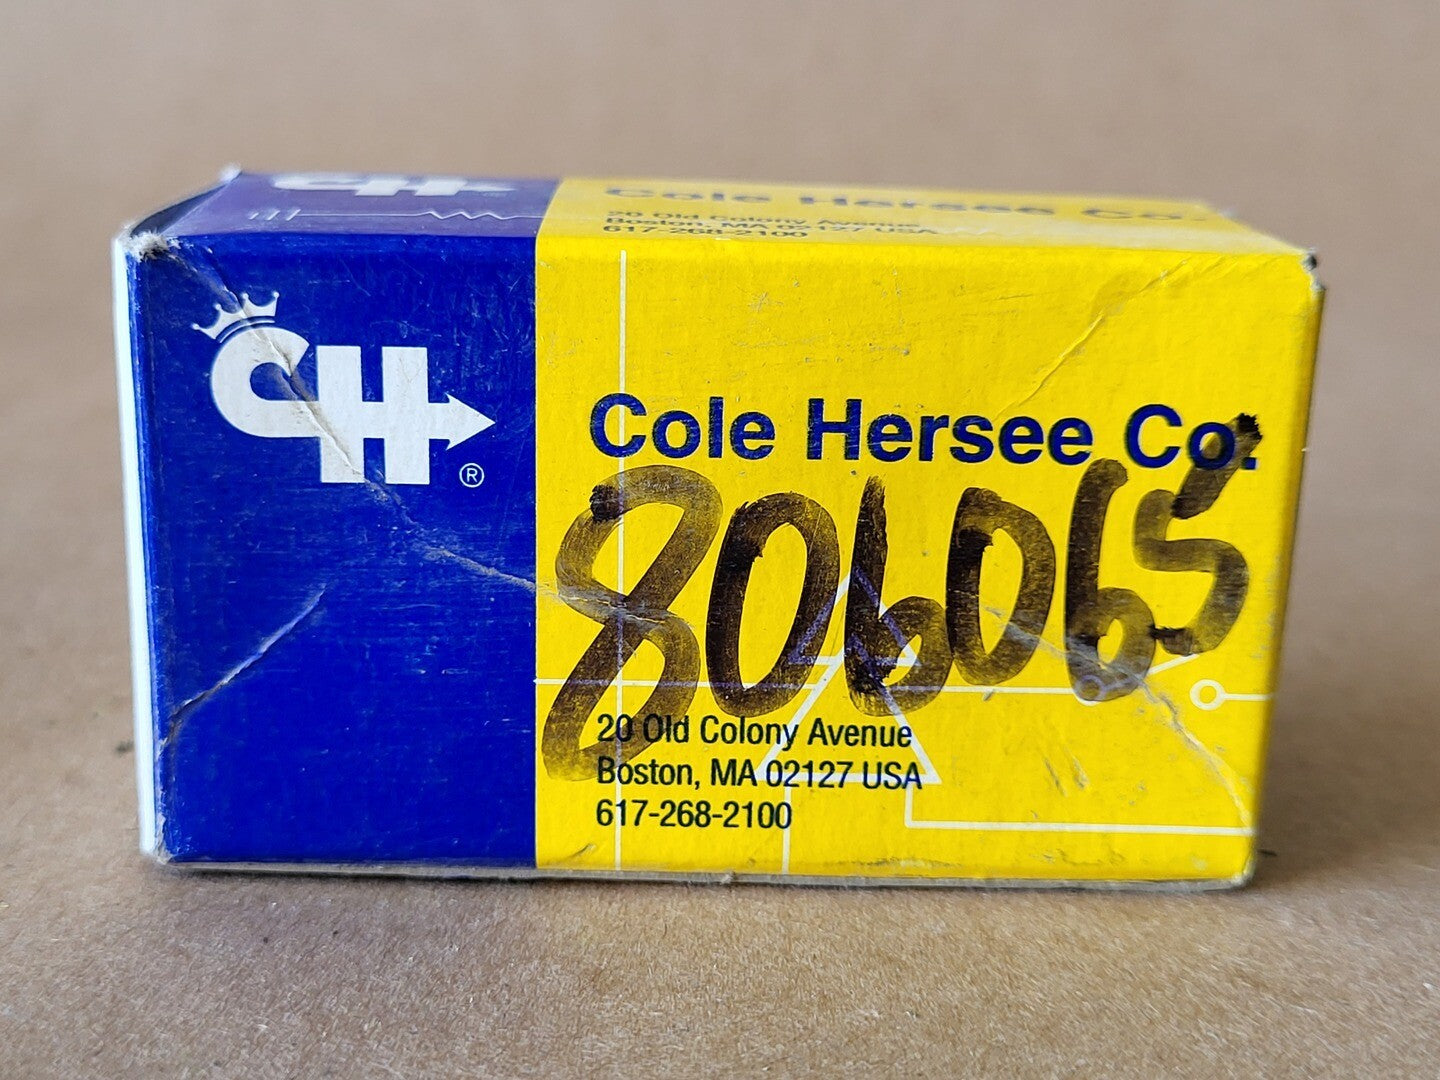 CH
Cole Hersee Co.
20 Old Colony Avenue
Boston, MA 02127 USA
617-268-2100
CH ®
Cole Hersee Co.
806065
20 Old Colony Avenue
Boston, MA 02127 USA
617-268-2100